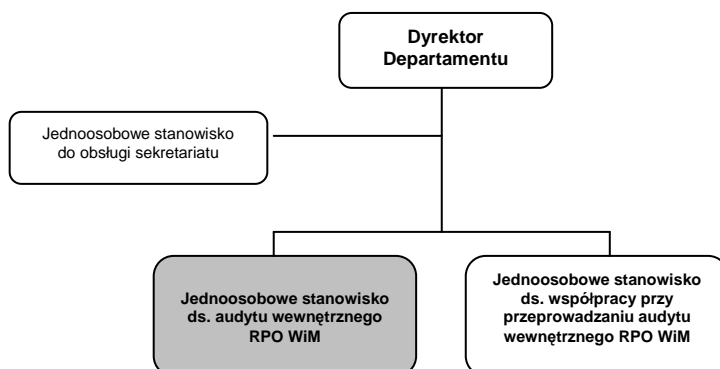 Dyrektor
Departamentu
Jednoosobowe stanowisko
do obsługi sekretariatu
Jednoosobowe stanowisko
ds. audytu wewnętrznego
RPO WiM
Jednoosobowe stanowisko
ds. współpracy przy
przeprowadzaniu audytu
wewnętrznego RPO WiM